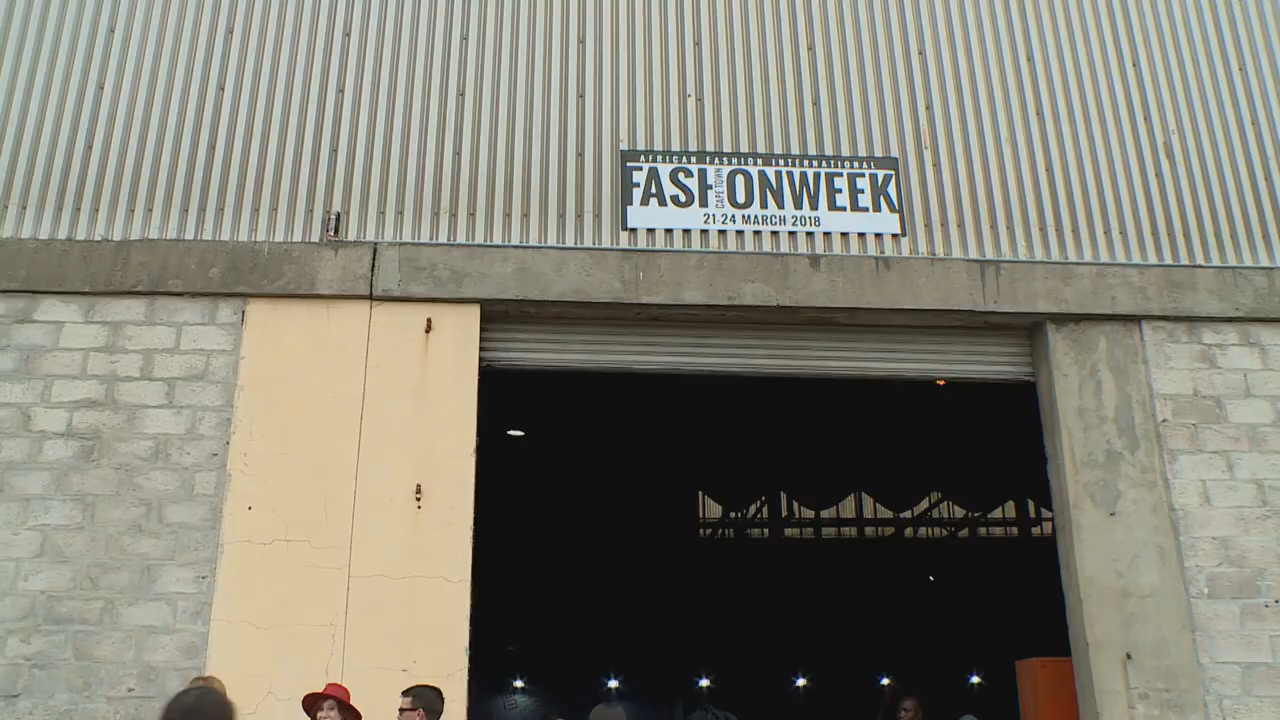 AFRICAN FASHION INTERNATIONAL
FASHIONWEEK
CAPE TOWN
21-24 MARCH 2018